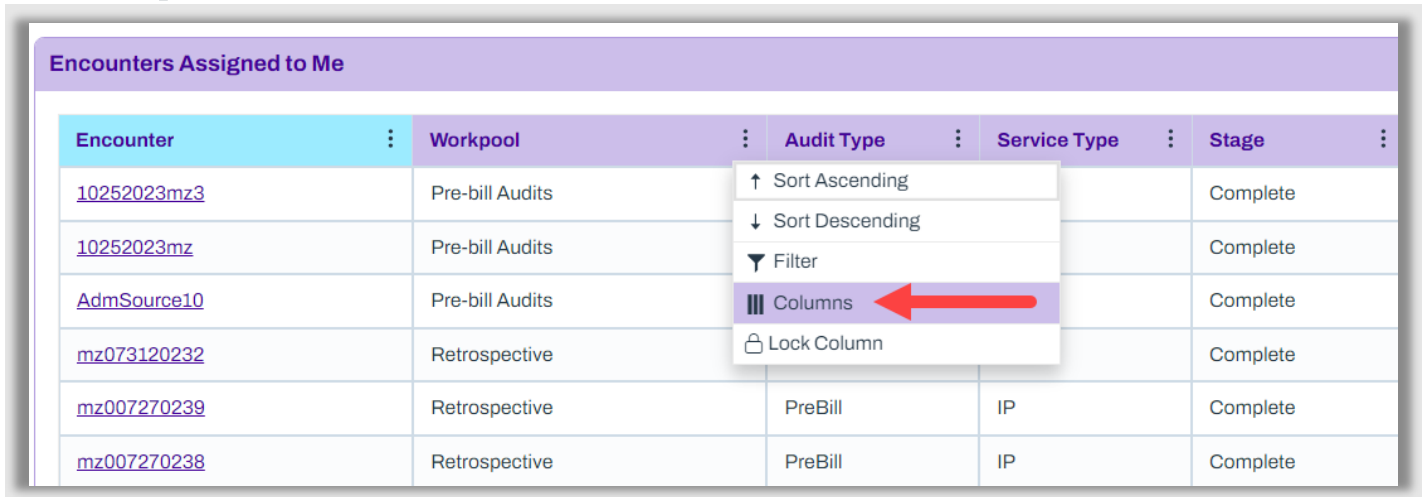 Encounters Assigned to Me
Encounter Workpool Audit Type Service Type Stage
10252023mz3 Pre-bill Audits Complete
Sort Ascending
Sort Descending
10252023mz Pre-bill Audits Complete
Filter
AdmSource10 Pre-bill Audits Complete
Columns
Lock Column
mz073120232 Retrospective Complete
mz007270239 Retrospective PreBill IP Complete
mz007270238 Retrospective PreBill IP Complete